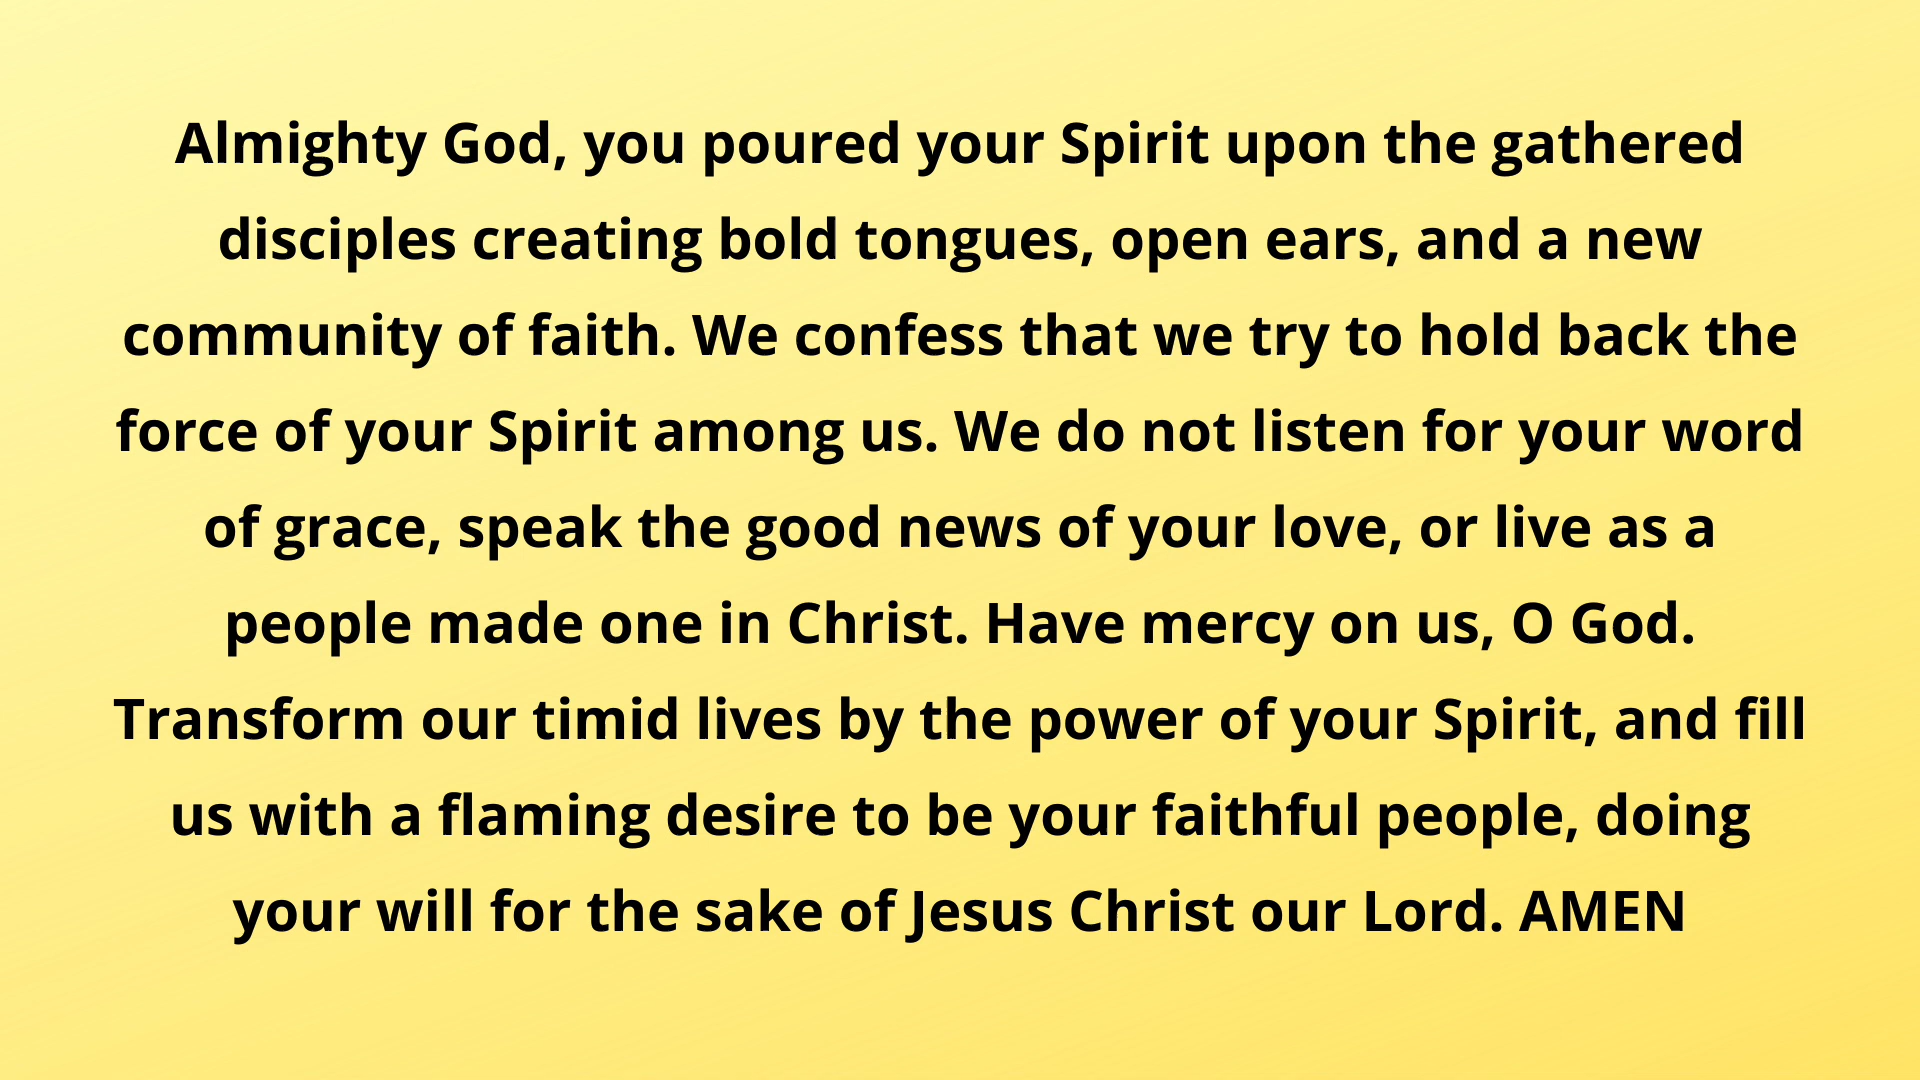 Almighty God, you poured your Spirit upon the gathered
disciples creating bold tongues, open ears, and a new
community of faith. We confess that we try to hold back the
force of your Spirit among us. We do not listen for your word
of grace, speak the good news of your love, or live as a
people made one in Christ. Have mercy on us, O God.
Transform our timid lives by the power of your Spirit, and fill
us with a flaming desire to be your faithful people, doing
your will for the sake of Jesus Christ our Lord. AMEN